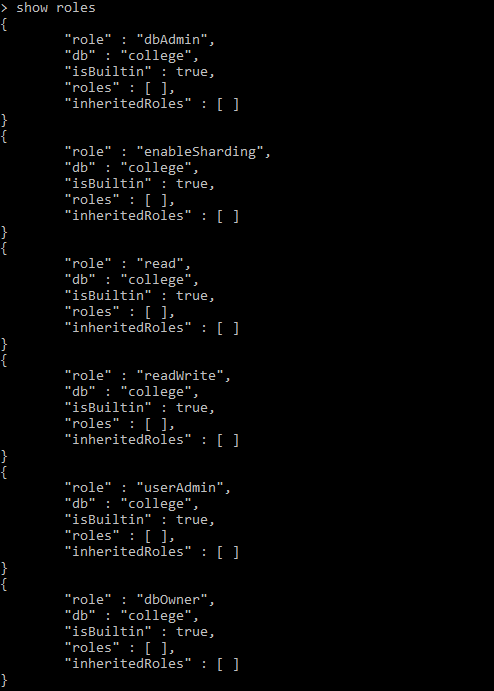 > show roles
{
        "role" : "dbAdmin",
        "db" : "college",
        "isBuiltin" : true,
        "roles" : [ ],
        "inheritedRoles" : [ ]
}
{
        "role" : "enableSharding",
        "db" : "college",
        "isBuiltin" : true,
        "roles" : [ ],
        "inheritedRoles" : [ ]
}
{
        "role" : "read",
        "db" : "college",
        "isBuiltin" : true,
        "roles" : [ ],
        "inheritedRoles" : [ ]
}
{
        "role" : "readWrite",
        "db" : "college",
        "isBuiltin" : true,
        "roles" : [ ],
        "inheritedRoles" : [ ]
}
{
        "role" : "userAdmin",
        "db" : "college",
        "isBuiltin" : true,
        "roles" : [ ],
        "inheritedRoles" : [ ]
}
{
        "role" : "dbOwner",
        "db" : "college",
        "isBuiltin" : true,
        "roles" : [ ],
        "inheritedRoles" : [ ]
}